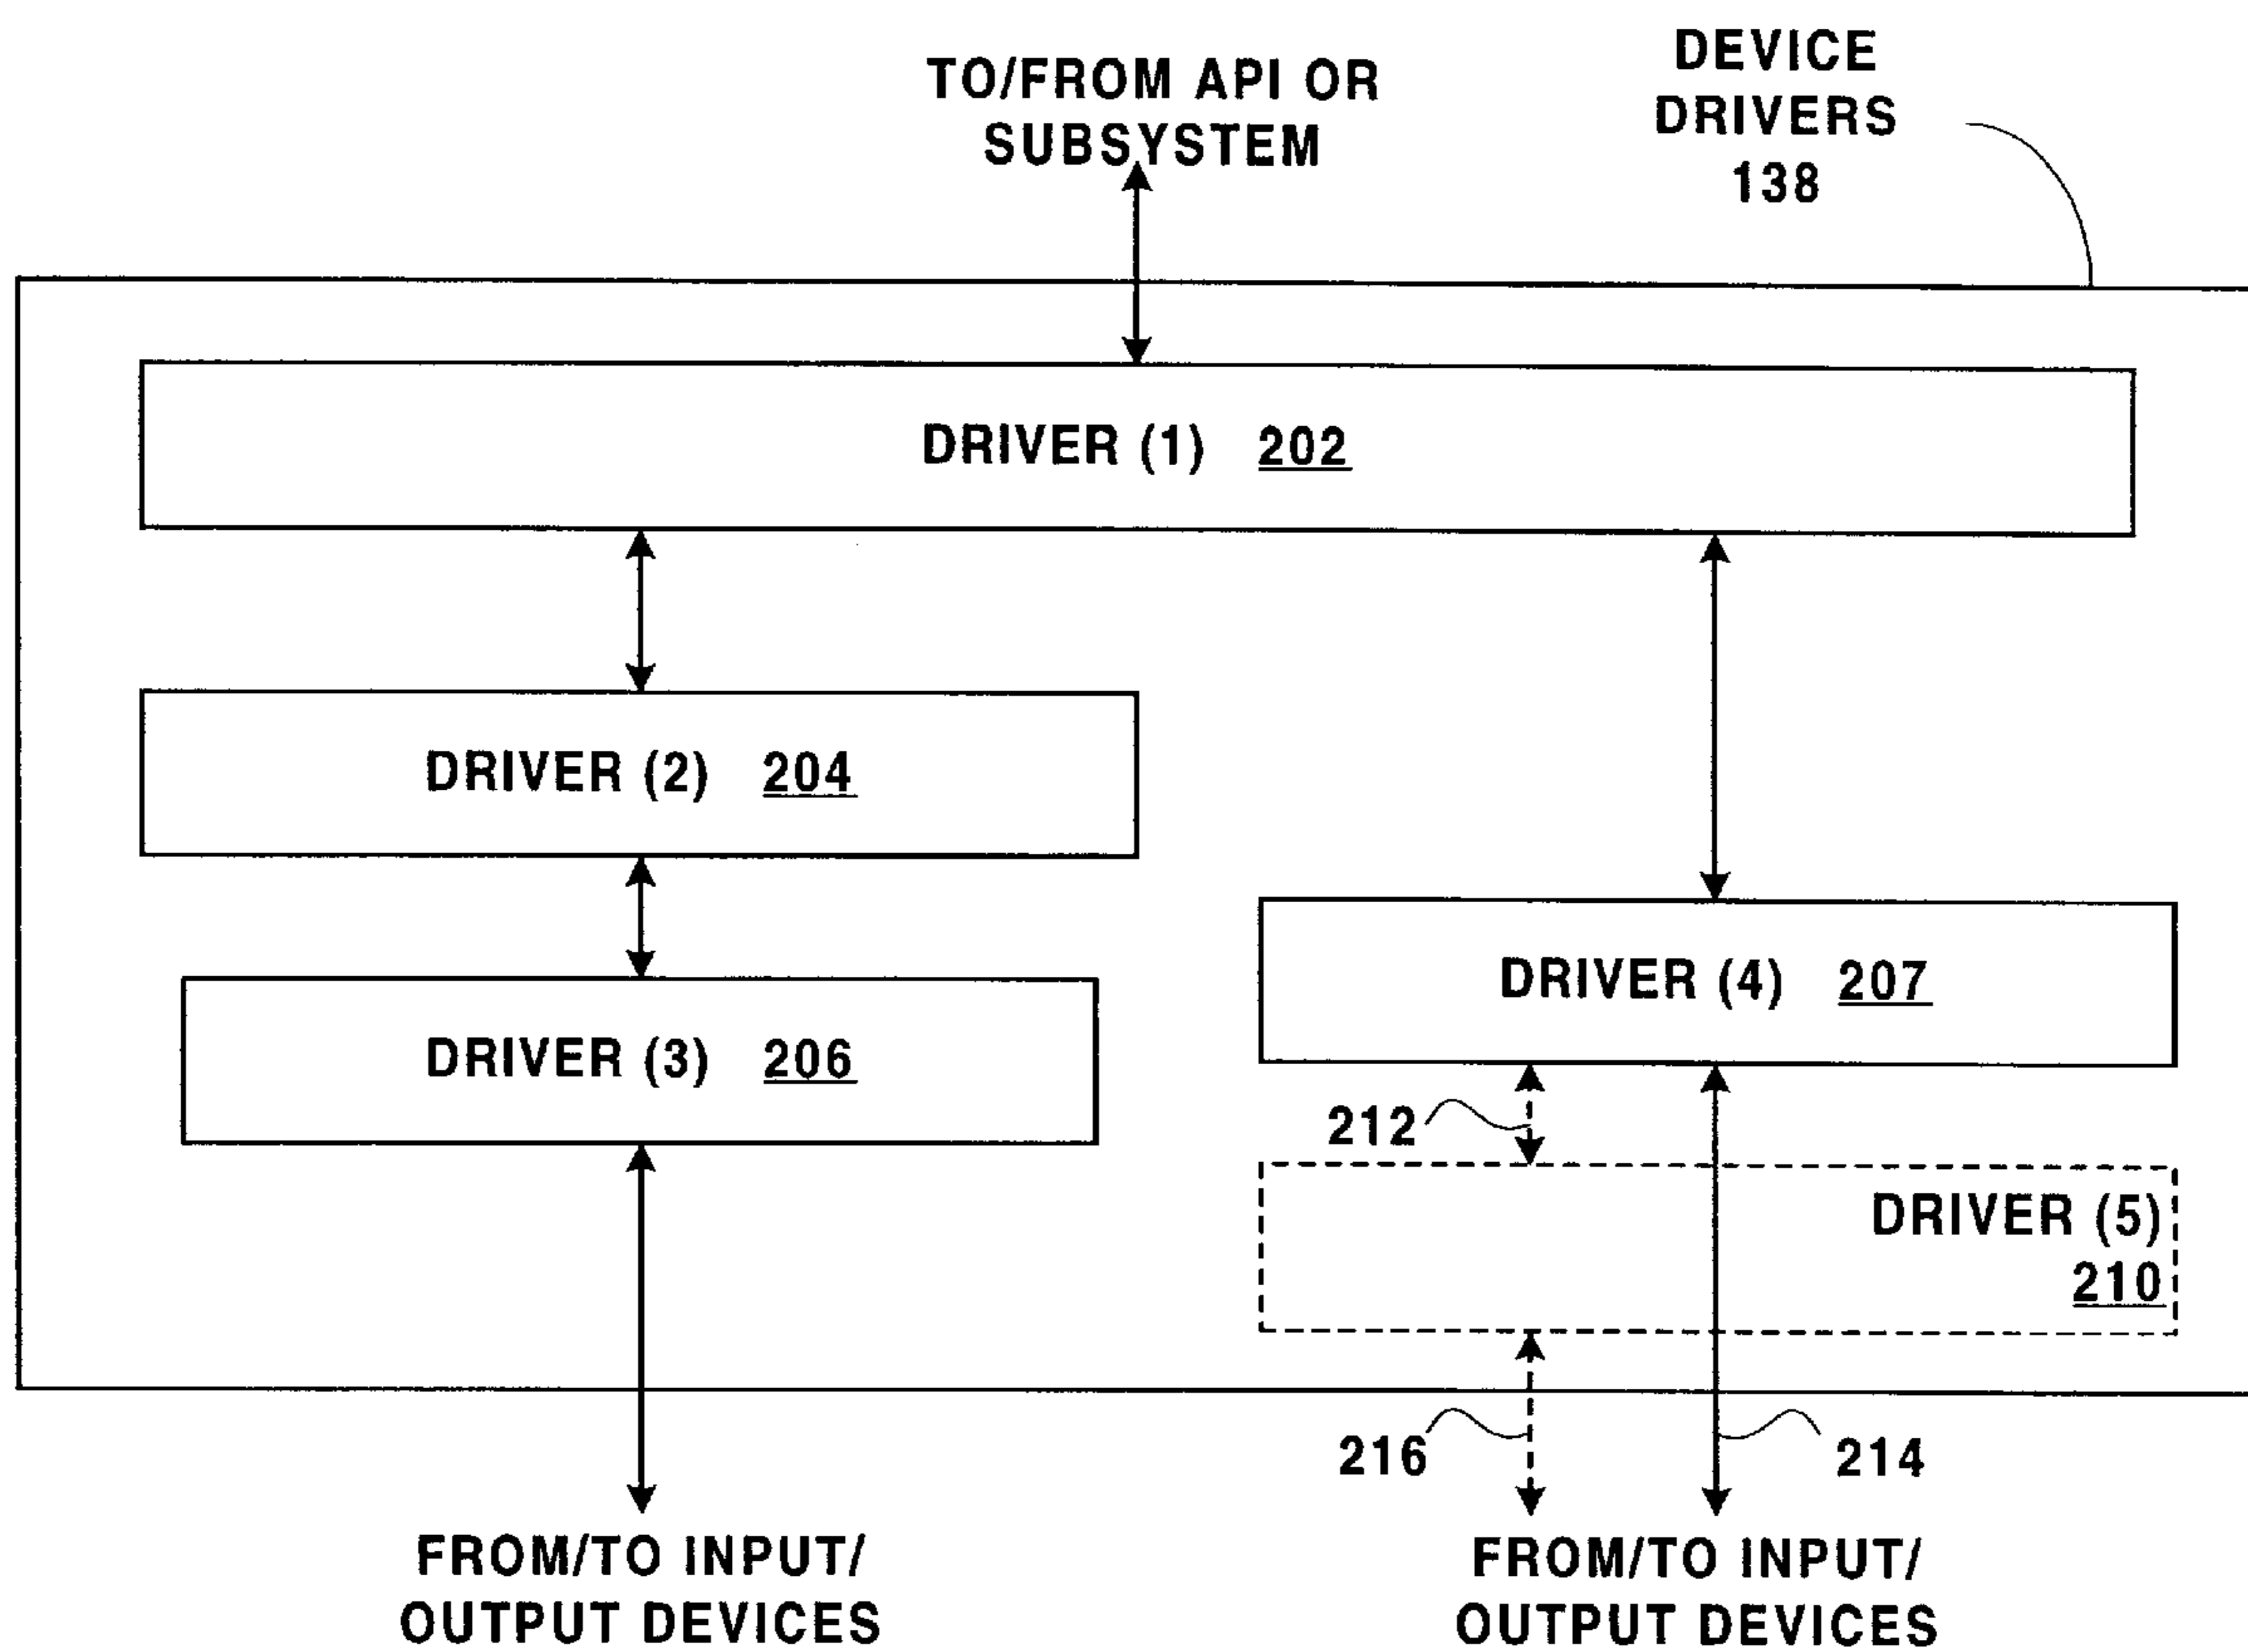 TO/FROM API OR
SUBSYSTEM
DEVICE
DRIVERS
138
DRIVER (1) 202
DRIVER (2) 204
DRIVER (4) 207
DRIVER (3) 206
212
DRIVER (5)
210
216
214
FROM/TO INPUT/
OUTPUT DEVICES
FROM/TO INPUT/
OUTPUT DEVICES